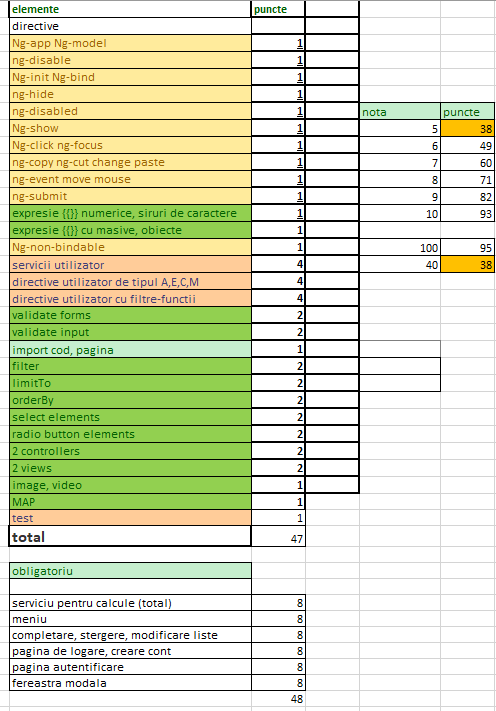 elemente puncte
directive
Ng-app Ng-model 1
ng-disable 1
Ng-init Ng-bind 1
ng-hide 1
ng-disabled 1 nota puncte
Ng-show 1 5 38
Ng-click ng-focus 1 6 49
ng-copy ng-cut change paste 1 7 60
ng-event move mouse 1 8 71
ng-submit 1 9 82
expresie {{}} numerice, siruri de caractere 1 10 93
expresie {{}} cu masive, obiecte 1
Ng-non-bindable 1 100 95
servicii utilizator 4 40 38
directive utilizator de tipul A,E,C,M 4
directive utilizator cu filtre-functii 4
validate forms 2
validate input 2
import cod, pagina 1
filter 2
limitTo 2
orderBy 2
select elements 2
radio button elements 2
2 controllers 2
2 views 2
image, video 1
MAP 1
test 1
total 47
obligatoriu
serviciu pentru calcule (total) 8
meniu 8
completare, stergere, modificare liste 8
pagina de logare, creare cont 8
pagina autentificare 8
fereastra modala 8
48